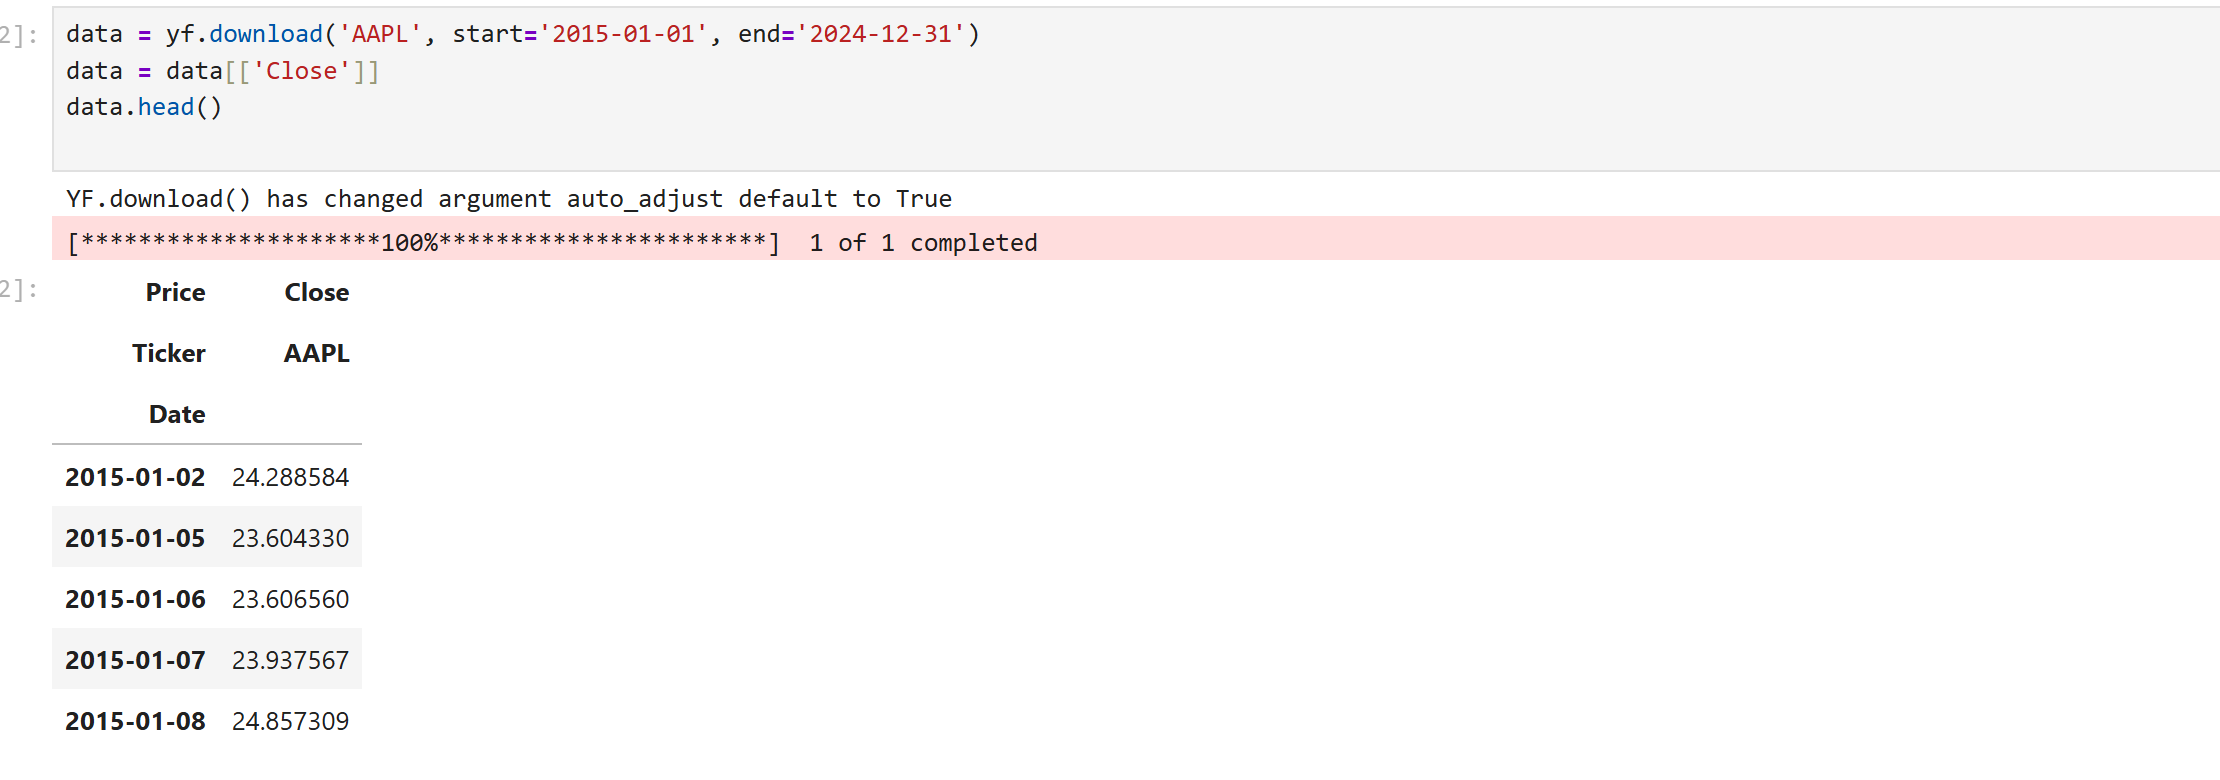 2]:
data = yf.download('AAPL', start='2015-01-01', end='2024-12-31')
data = data[['Close']]
data.head()
YF.download() has changed argument auto_adjust default to True
[*********************100%***********************]  1 of 1 completed
2]:
Price Close
Ticker AAPL
Date
2015-01-02 24.288584
2015-01-05 23.604330
2015-01-06 23.606560
2015-01-07 23.937567
2015-01-08 24.857309